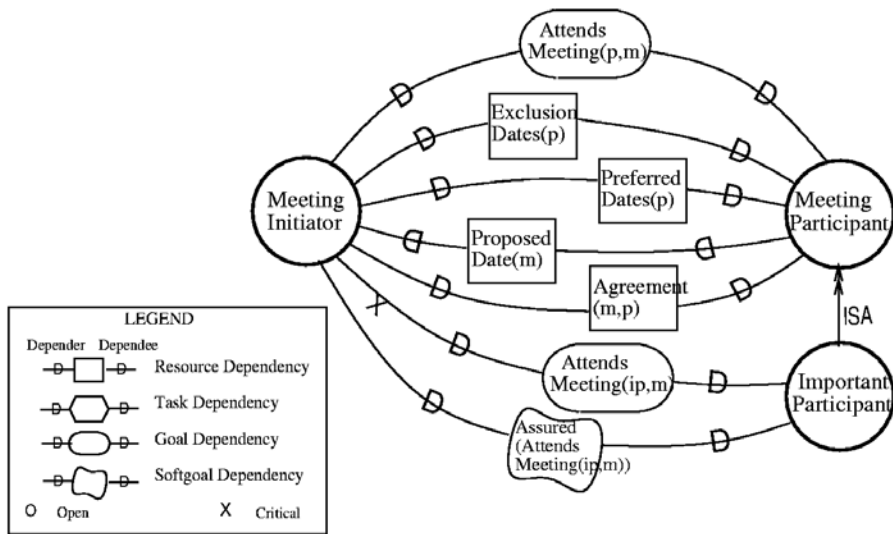 Attends
Meeting(p,m)
D
D
Exclusion
Dates(p)
D
D
Preferred
Dates(p)
D
D
Meeting
Initiator
Meeting
Participant
Proposed
Date(m)
D
D
Agreement
(m,p)
D
D
X
ISA
Attends
Meeting(ip,m)
D
D
Important
Participant
Assured
(Attends
Meeting(ip,m))
D
D
LEGEND
Depender Dependee
D D Resource Dependency
D D Task Dependency
D D Goal Dependency
D D Softgoal Dependency
O Open X Critical